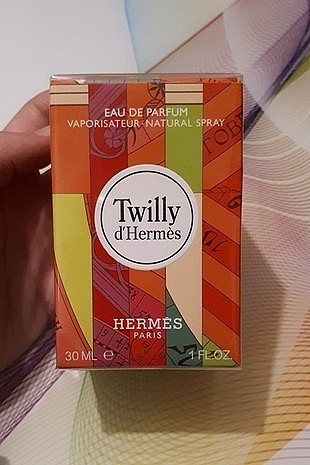 EAU DE PARFUM
VAPORISATEUR-NATURAL SPRAY
Twilly
d'Hermès
HERMÈS
PARIS
30 ML ℮
1 FL.OZ.